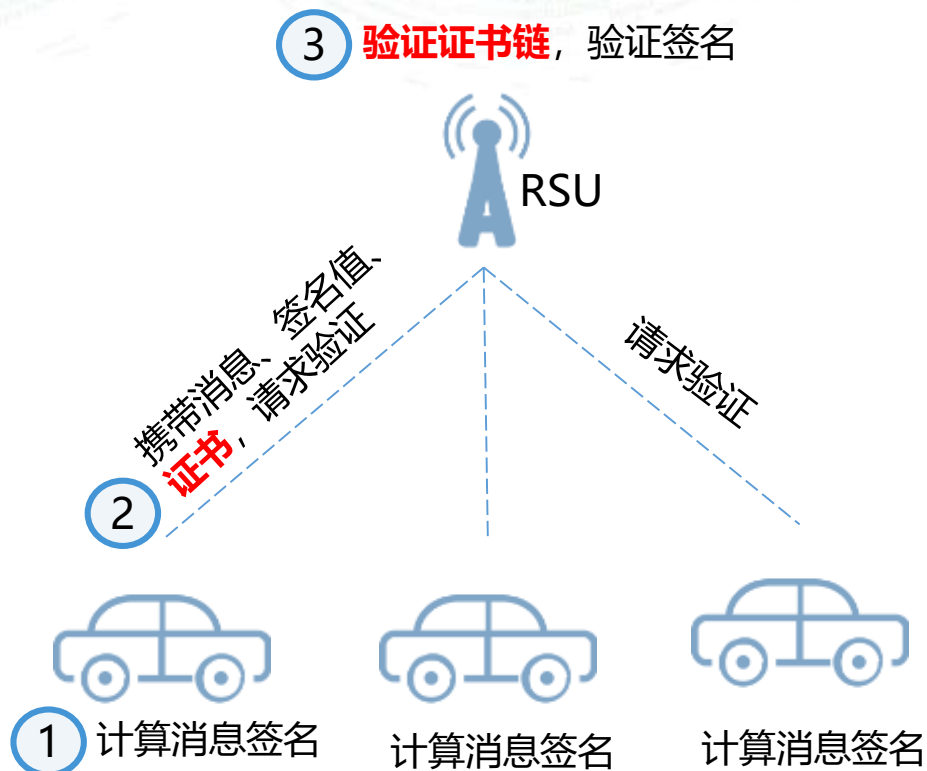 3 验证证书链，验证签名
RSU
携带消息、签名值、
证书，请求验证
请求验证
2
1 计算消息签名
计算消息签名
计算消息签名